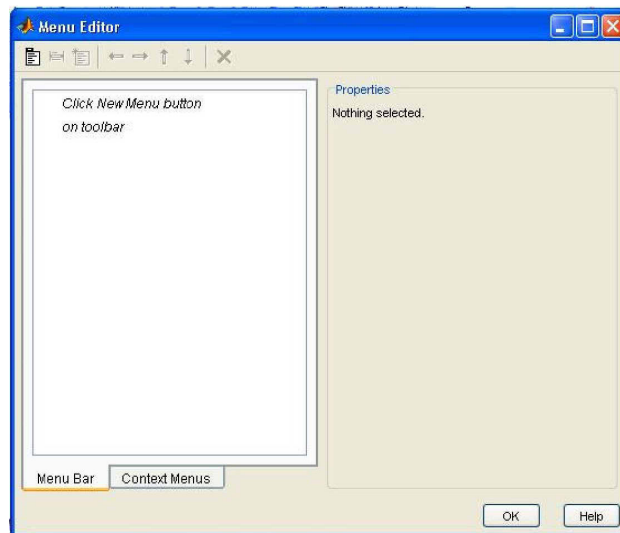 Menu Editor
Click New Menu button
on toolbar
Properties
Nothing selected.
Menu Bar
Context Menus
OK
Help